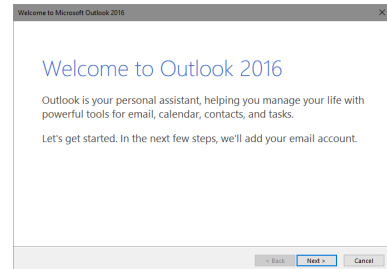 Welcome to Microsoft Outlook 2016
Welcome to Outlook 2016
Outlook is your personal assistant, helping you manage your life with
powerful tools for email, calendar, contacts, and tasks.
Let's get started. In the next few steps, we'll add your email account.
< Back Next > Cancel